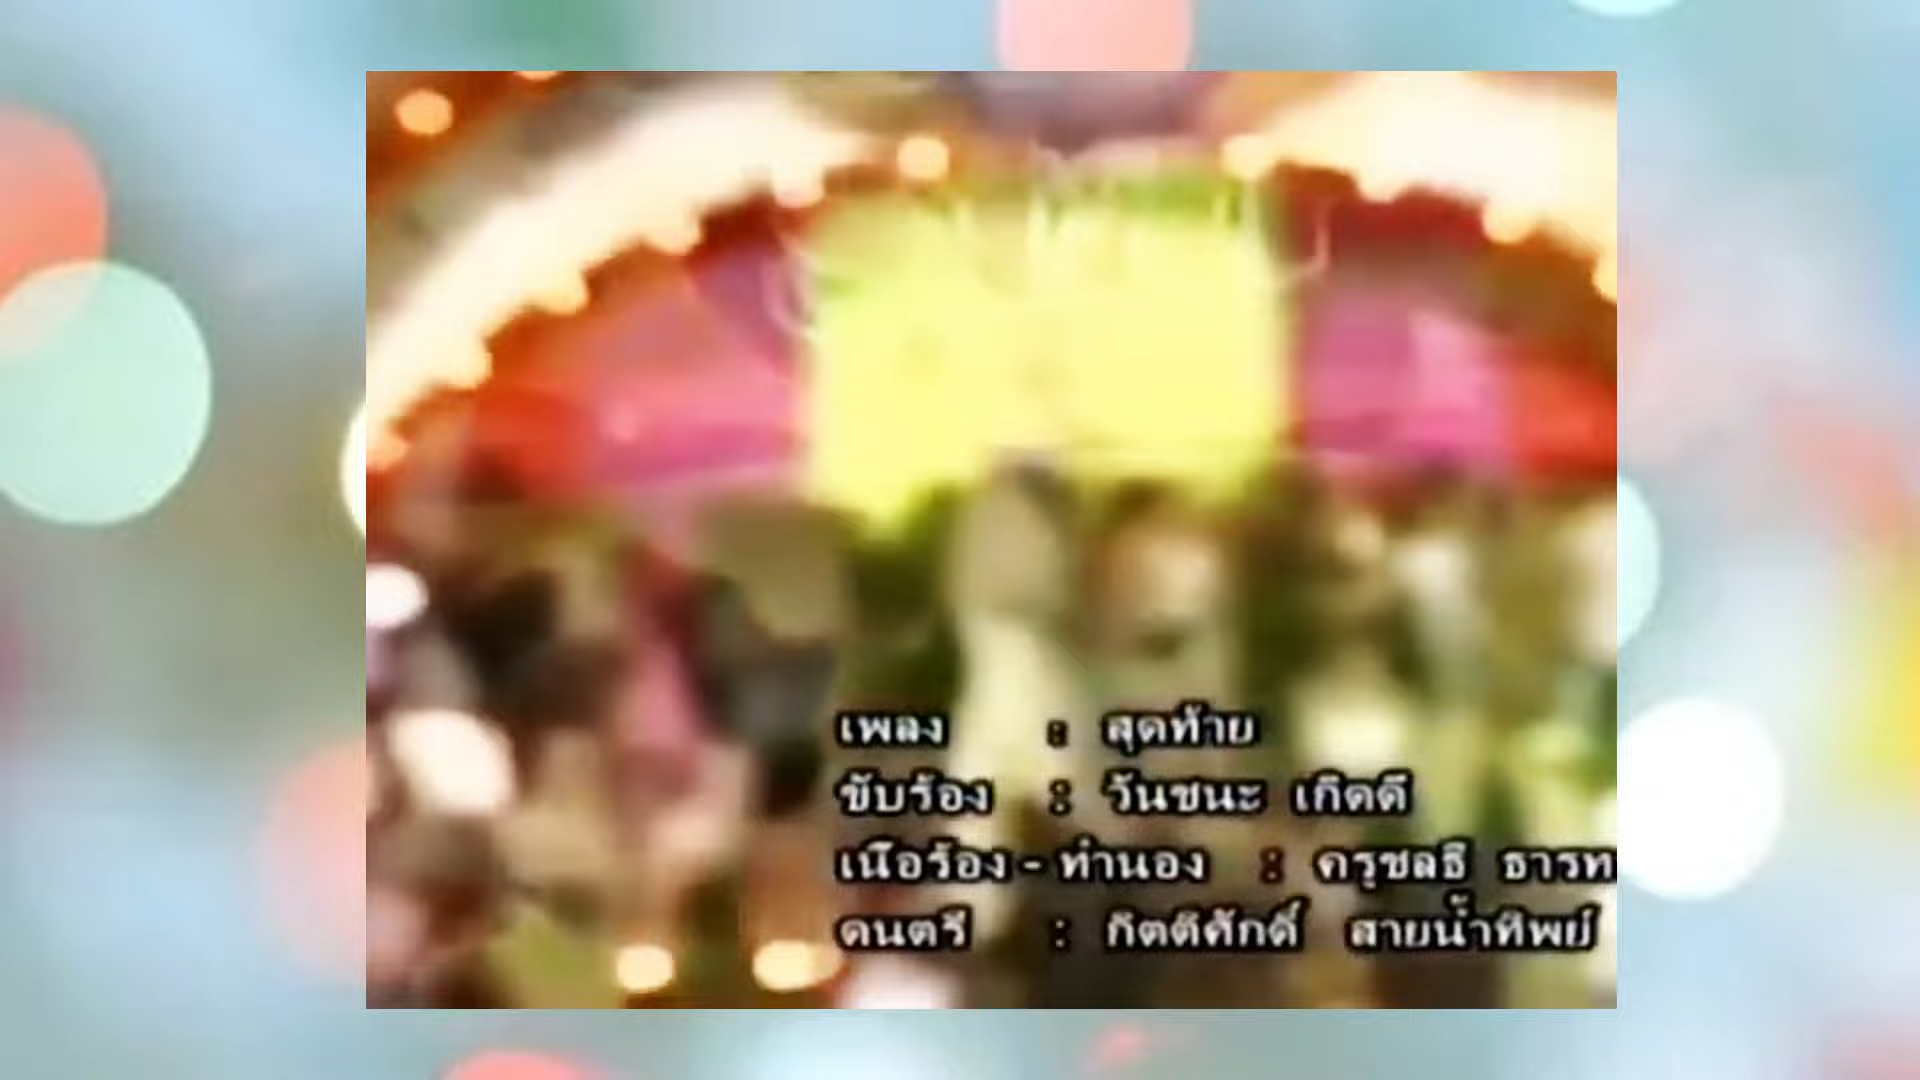 เพลง : สุดท้าย
ขับร้อง : วันชนะ เกิดดี
เนื้อร้อง - ทำนอง : ครูชลธี ธารท
ดนตรี : กิตติศักดิ์ สายน้ำทิพย์